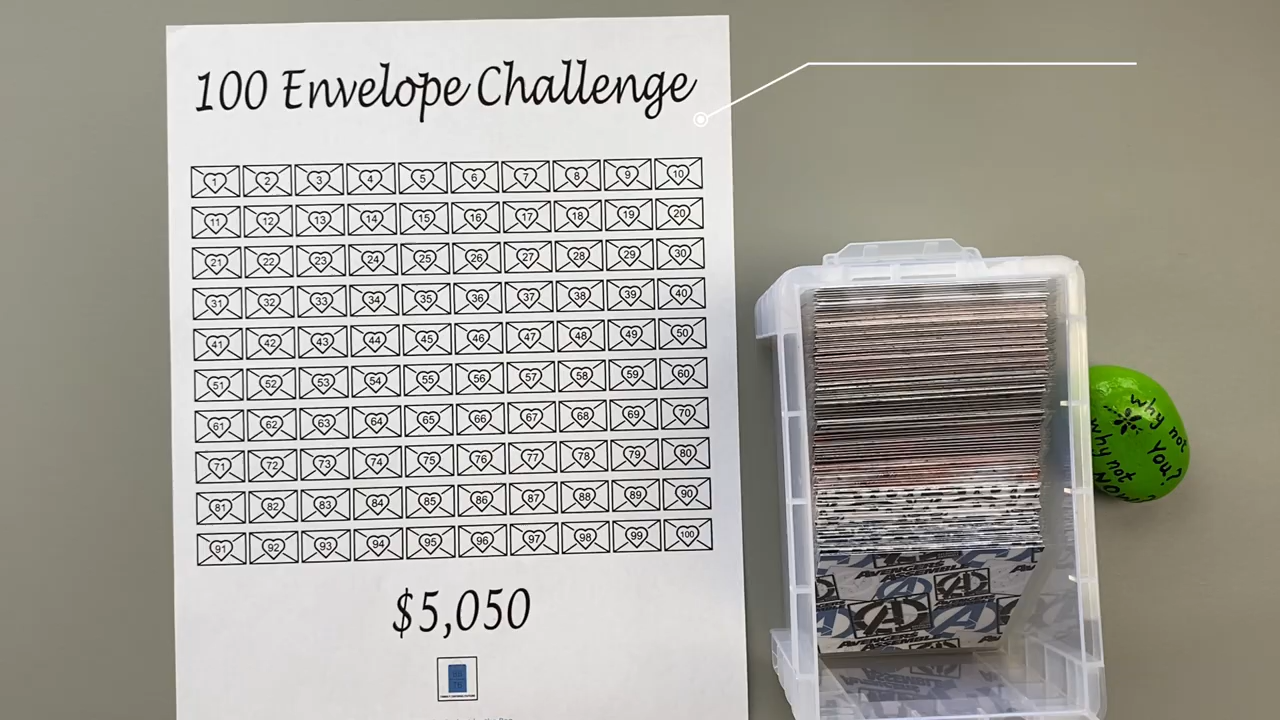 100 Envelope Challenge
1 2 3 4 5 6 7 8 9 10
11 12 13 14 15 16 17 18 19 20
21 22 23 24 25 26 27 28 29 30
31 32 33 34 35 36 37 38 39 40
41 42 43 44 45 46 47 48 49 50
51 52 53 54 55 56 57 58 59 60
61 62 63 64 65 66 67 68 69 70
71 72 73 74 75 76 77 78 79 80
81 82 83 84 85 86 87 88 89 90
91 92 93 94 95 96 97 98 99 100
$5,050
AVENGERS
ASSEMBLE
AVENGERS
why not
YOU?
why not
NOW?